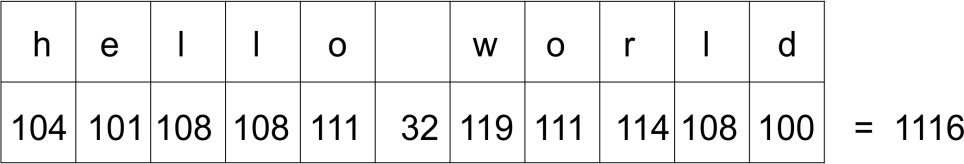 h e l l o w o r l d
104 101 108 108 111 32 119 111 114 108 100 = 1116